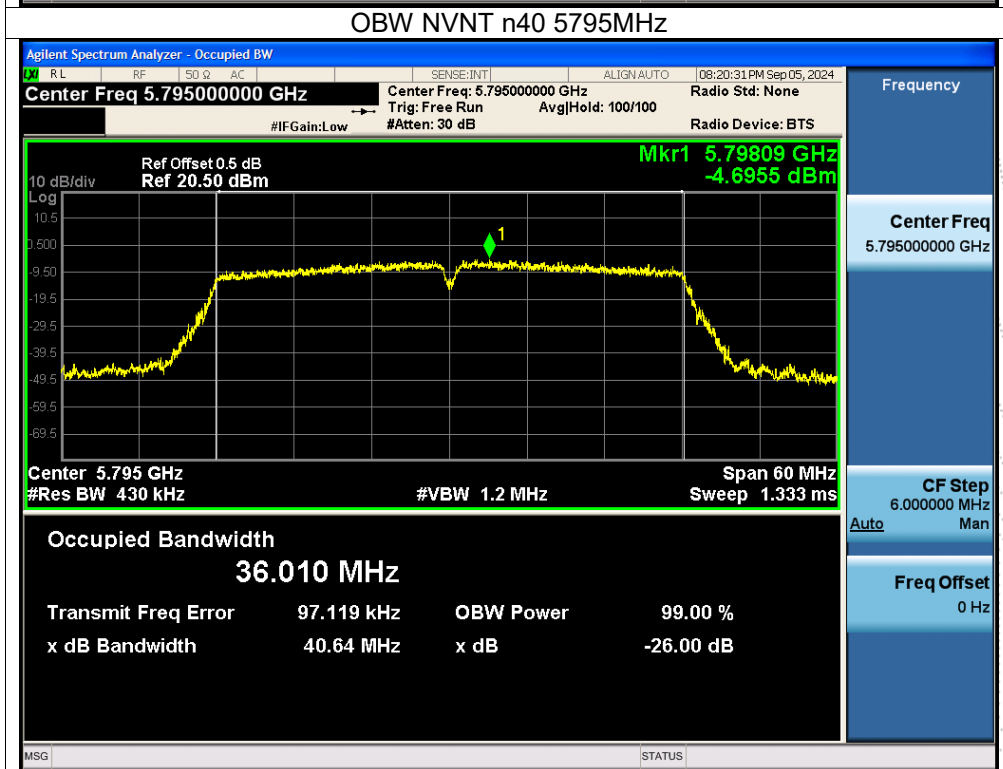 OBW NVNT n40 5795MHz
Agilent Spectrum Analyzer - Occupied BW
LXI RL RF 50 Ω AC SENSE:INT ALIGN AUTO 08:20:31 PM Sep 05, 2024
Center Freq 5.795000000 GHz Center Freq: 5.795000000 GHz Radio Std: None
Trig: Free Run Avg|Hold: 100/100
#IFGain:Low #Atten: 30 dB Radio Device: BTS
Frequency
Mkr1 5.79809 GHz
-4.6955 dBm
Ref Offset 0.5 dB
10 dB/div Ref 20.50 dBm
Log
10.5
0.500
-9.50
-19.5
-29.5
-39.5
-49.5
-59.5
-69.5
1
Center 5.795 GHz Span 60 MHz
#Res BW 430 kHz #VBW 1.2 MHz Sweep 1.333 ms
Occupied Bandwidth
36.010 MHz
Transmit Freq Error 97.119 kHz OBW Power 99.00 %
x dB Bandwidth 40.64 MHz x dB -26.00 dB
Center Freq
5.795000000 GHz
CF Step
6.000000 MHz
Auto Man
Freq Offset
0 Hz
MSG STATUS